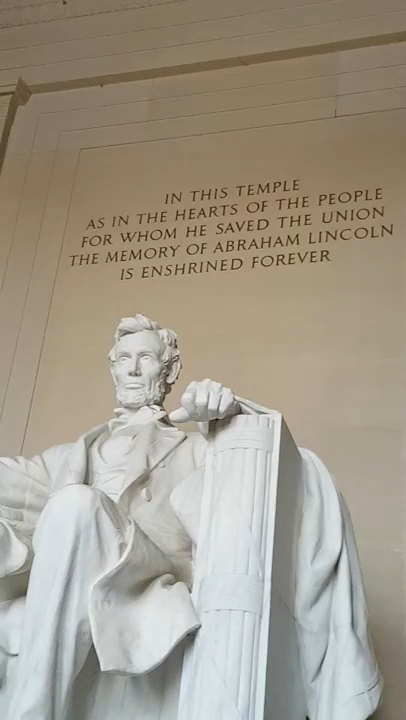 IN THIS TEMPLE
AS IN THE HEARTS OF THE PEOPLE
FOR WHOM HE SAVED THE UNION
THE MEMORY OF ABRAHAM LINCOLN
IS ENSHRINED FOREVER